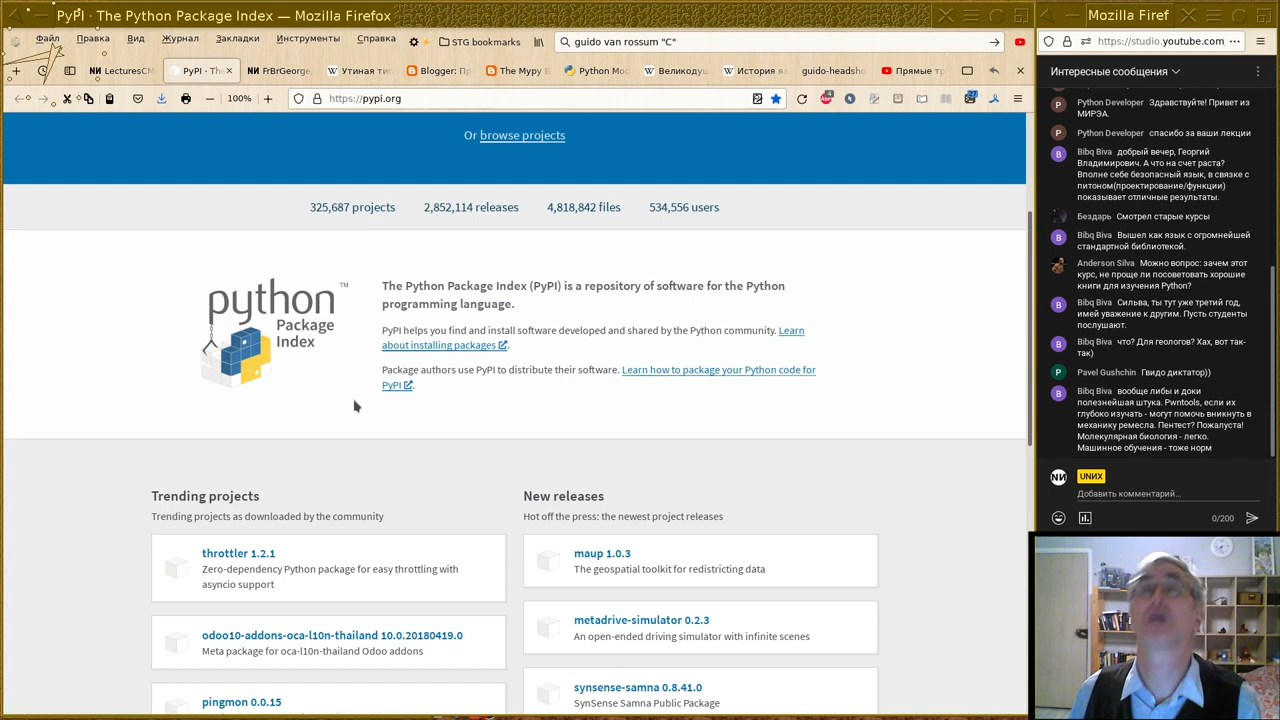 PyPI · The Python Package Index — Mozilla Firefox
Файл Правка Вид Журнал Закладки Инструменты Справка
STG bookmarks
guido van rossum "C"
LecturesCM
PyPI · The
FrBrGeorge
Утиная ти
Blogger: П
The Муру В
Python Mod
Великоду
История я
guido-headsho
Прямые тр
100%
https://pypi.org
Or browse projects
325,687 projects 2,852,114 releases 4,818,842 files 534,556 users
python™
Package
Index
The Python Package Index (PyPI) is a repository of software for the Python
programming language.
PyPI helps you find and install software developed and shared by the Python community. Learn
about installing packages.
Package authors use PyPI to distribute their software. Learn how to package your Python code for
PyPI.
Trending projects
Trending projects as downloaded by the community
throttler 1.2.1
Zero-dependency Python package for easy throttling with
asyncio support
odoo10-addons-oca-l10n-thailand 10.0.20180419.0
Meta package for oca-l10n-thailand Odoo addons
pingmon 0.0.15
New releases
Hot off the press: the newest project releases
maup 1.0.3
The geospatial toolkit for redistricting data
metadrive-simulator 0.2.3
An open-ended driving simulator with infinite scenes
synsense-samna 0.8.41.0
SynSense Samna Public Package
Mozilla Firef
https://studio.youtube.com
Интересные сообщения
Python Developer Здравствуйте! Привет из
МИРЭА.
Python Developer спасибо за ваши лекции
Bibq Biva добрый вечер, Георгий
Владимирович. А что на счет раста?
Вполне себе безопасный язык, в связке с
питоном(проектирование/функции)
показывает отличные результаты.
Бездарь Смотрел старые курсы
Bibq Biva Вышел как язык с огромнейшей
стандартной библиотекой.
Anderson Silva Можно вопрос: зачем этот
курс, не проще ли посоветовать хорошие
книги для изучения Python?
Bibq Biva Сильва, ты тут уже третий год,
имей уважение к другим. Пусть студенты
послушают.
Bibq Biva что? Для геологов? Хах, вот так-
так)
Pavel Gushchin Гвидо диктатор))
Bibq Biva вообще либы и доки
полезнейшая штука. Pwntools, если их
глубоко изучать - могут помочь вникнуть в
механику ремесла. Пентест? Пожалуста!
Молекулярная биология - легко.
Машинное обучения - тоже норм
UNИX
Добавить комментарий...
0/200